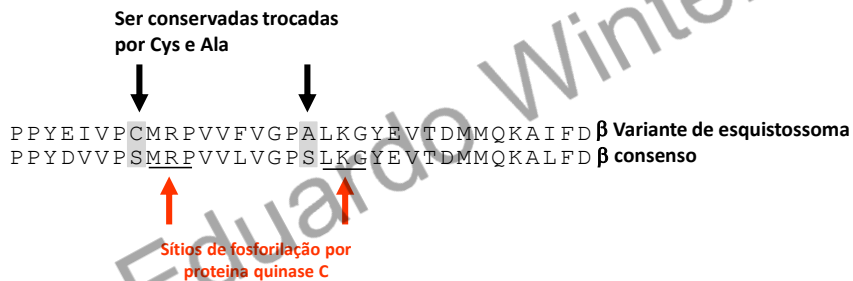 Ser conservadas trocadas
por Cys e Ala
PPYEIVPCMRPVVFVGPALKGYEVTDMMQKAIFD β Variante de esquistossoma
PPYDVVPSMRPVVLVGPSLKGYEVTDMMQKALFD β consenso
Sítios de fosforilação por
proteina quinase C
Eduardo Winter